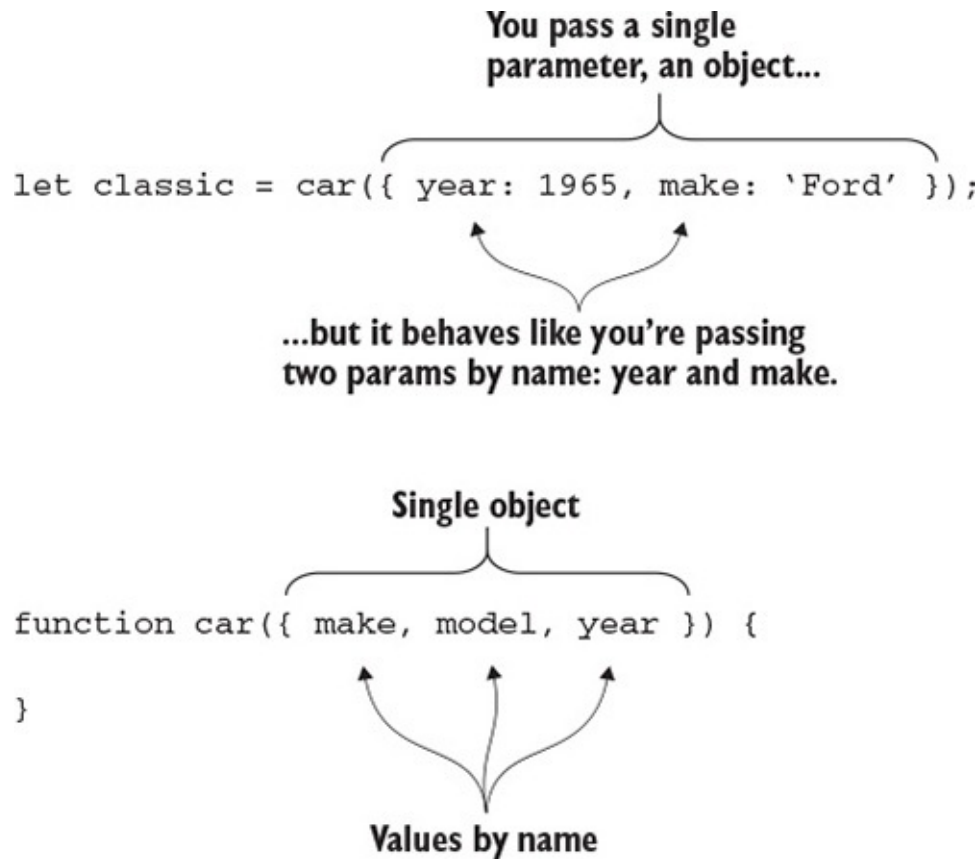 You pass a single
parameter, an object...
let classic = car({ year: 1965, make: ‘Ford’ });
...but it behaves like you’re passing
two params by name: year and make.
Single object
function car({ make, model, year }) {
}
Values by name